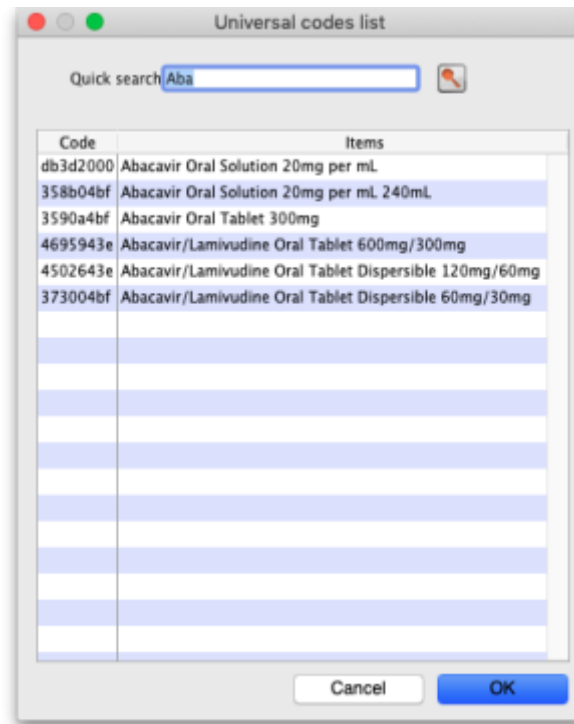 Universal codes list
Quick search Aba
Code Items
db3d2000 Abacavir Oral Solution 20mg per mL
358b04bf Abacavir Oral Solution 20mg per mL 240mL
3590a4bf Abacavir Oral Tablet 300mg
4695943e Abacavir/Lamivudine Oral Tablet 600mg/300mg
4502643e Abacavir/Lamivudine Oral Tablet Dispersible 120mg/60mg
373004bf Abacavir/Lamivudine Oral Tablet Dispersible 60mg/30mg
Cancel OK